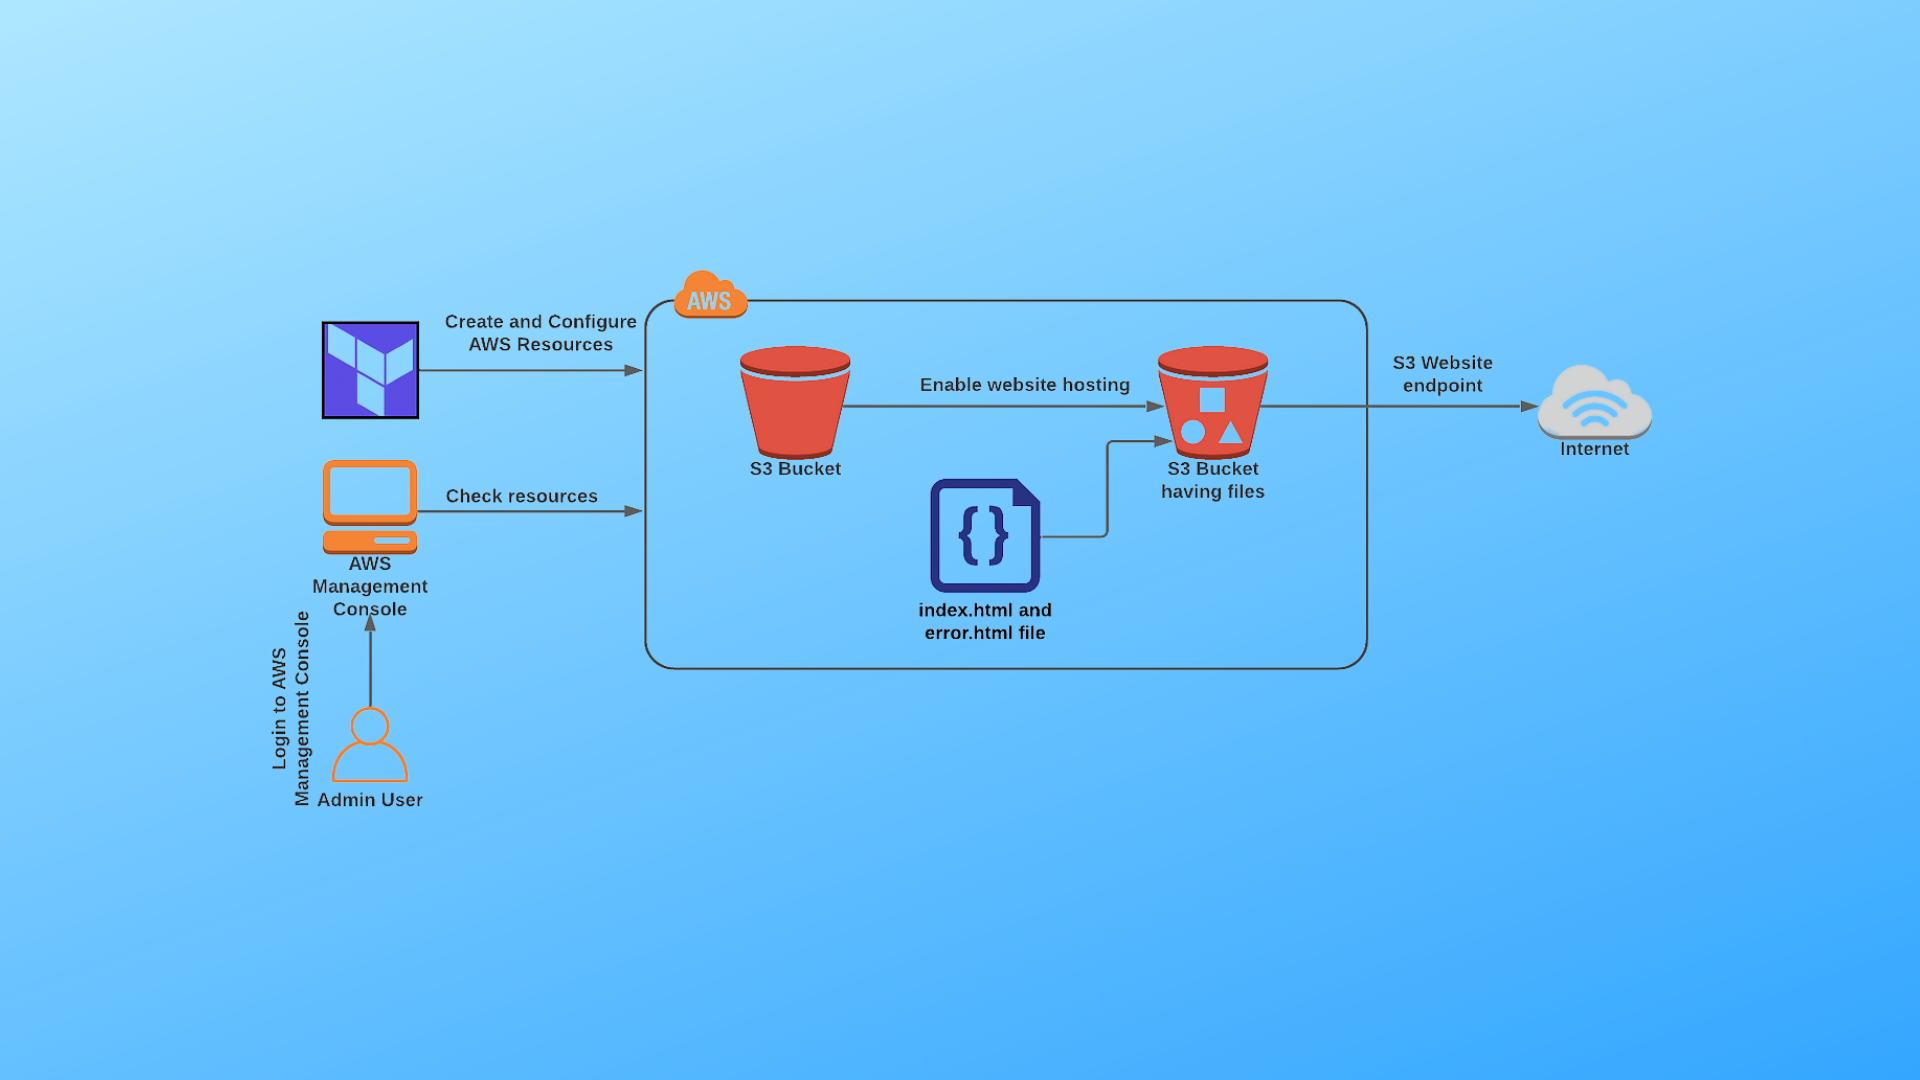 AWS
Create and Configure
AWS Resources
Enable website hosting
S3 Website
endpoint
Internet
S3 Bucket
S3 Bucket
having files
Check resources
{}
AWS
Management
Console
index.html and
error.html file
Login to AWS
Management Console
Admin User